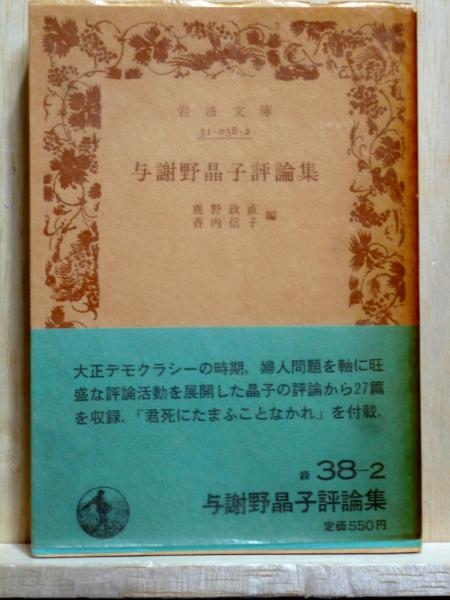 岩波文庫
31-038-2
与謝野晶子評論集
鹿野政直
香内信子 編
大正デモクラシーの時期，婦人問題を軸に旺
盛な評論活動を展開した晶子の評論から27篇
を収録．「君死にたまふことなかれ」を付載．
38-2
与謝野晶子評論集
定価550円